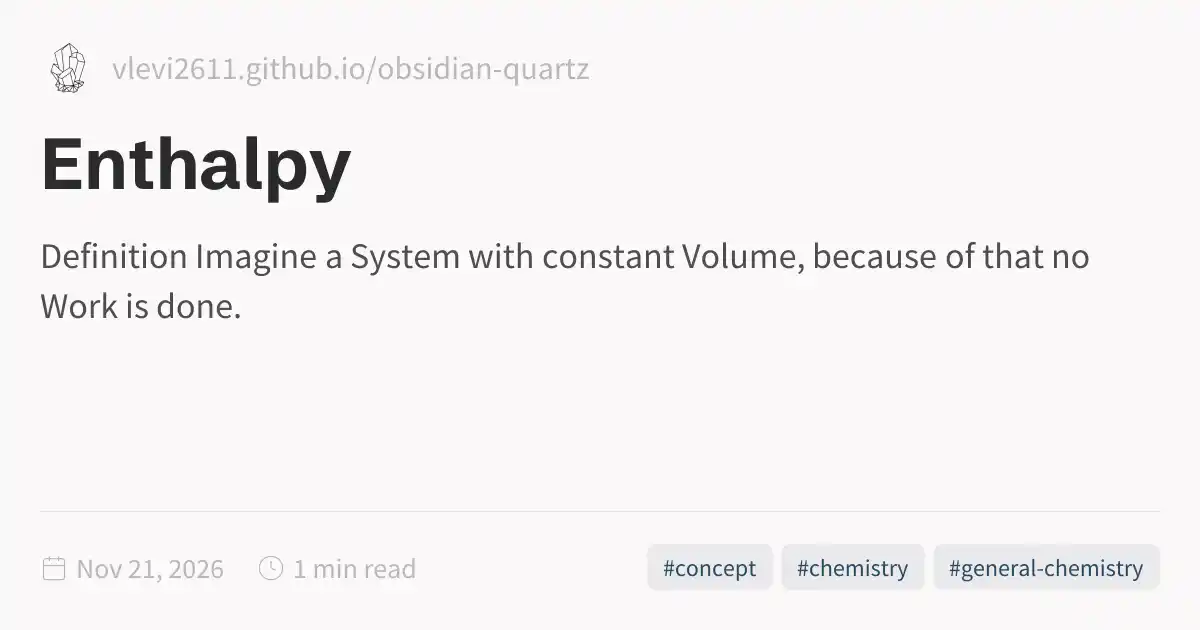 vlevi2611.github.io/obsidian-quartz
Enthalpy
Definition Imagine a System with constant Volume, because of that no
Work is done.
Nov 21, 2026 1 min read #concept #chemistry #general-chemistry